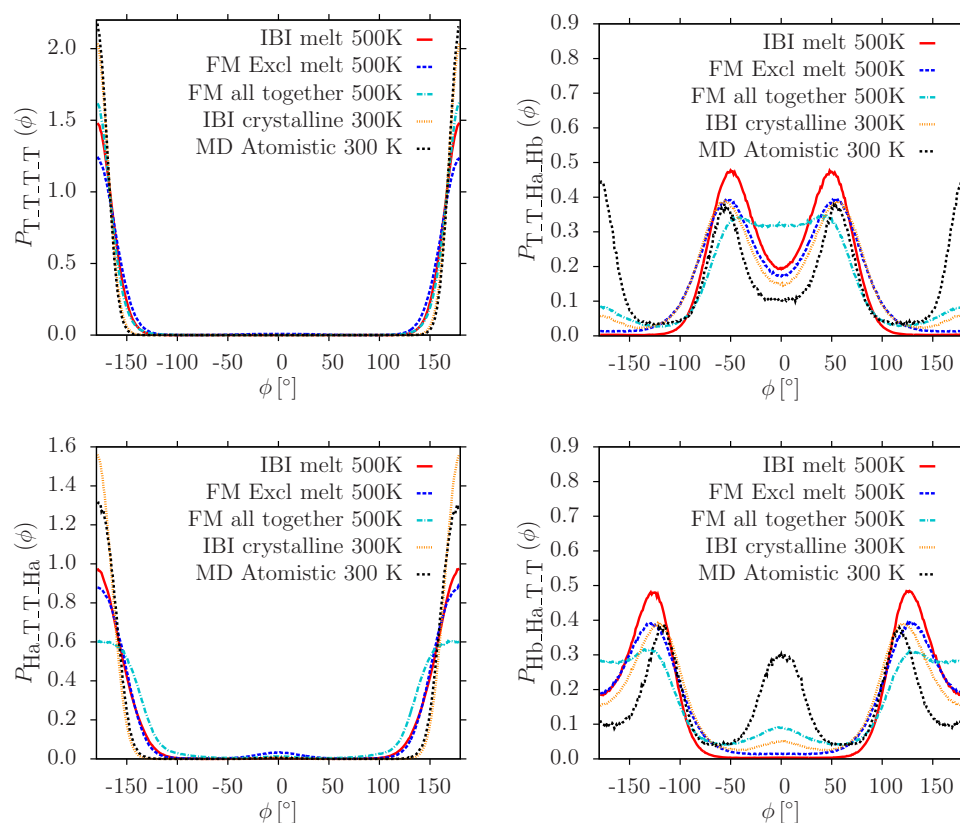 P_T_T_T_T (ϕ)
2.0
1.5
1.0
0.5
0.0
IBI melt 500K
FM Excl melt 500K
FM all together 500K
IBI crystalline 300K
MD Atomistic 300 K
-150 -100 -50 0 50 100 150
ϕ [°]
P_T_T_Ha_Hb (ϕ)
0.9
0.8
0.7
0.6
0.5
0.4
0.3
0.2
0.1
0.0
IBI melt 500K
FM Excl melt 500K
FM all together 500K
IBI crystalline 300K
MD Atomistic 300 K
-150 -100 -50 0 50 100 150
ϕ [°]
P_Ha_T_T_Ha (ϕ)
1.6
1.4
1.2
1.0
0.8
0.6
0.4
0.2
0.0
IBI melt 500K
FM Excl melt 500K
FM all together 500K
IBI crystalline 300K
MD Atomistic 300 K
-150 -100 -50 0 50 100 150
ϕ [°]
P_Hb_Ha_T_T (ϕ)
0.9
0.8
0.7
0.6
0.5
0.4
0.3
0.2
0.1
0.0
IBI melt 500K
FM Excl melt 500K
FM all together 500K
IBI crystalline 300K
MD Atomistic 300 K
-150 -100 -50 0 50 100 150
ϕ [°]